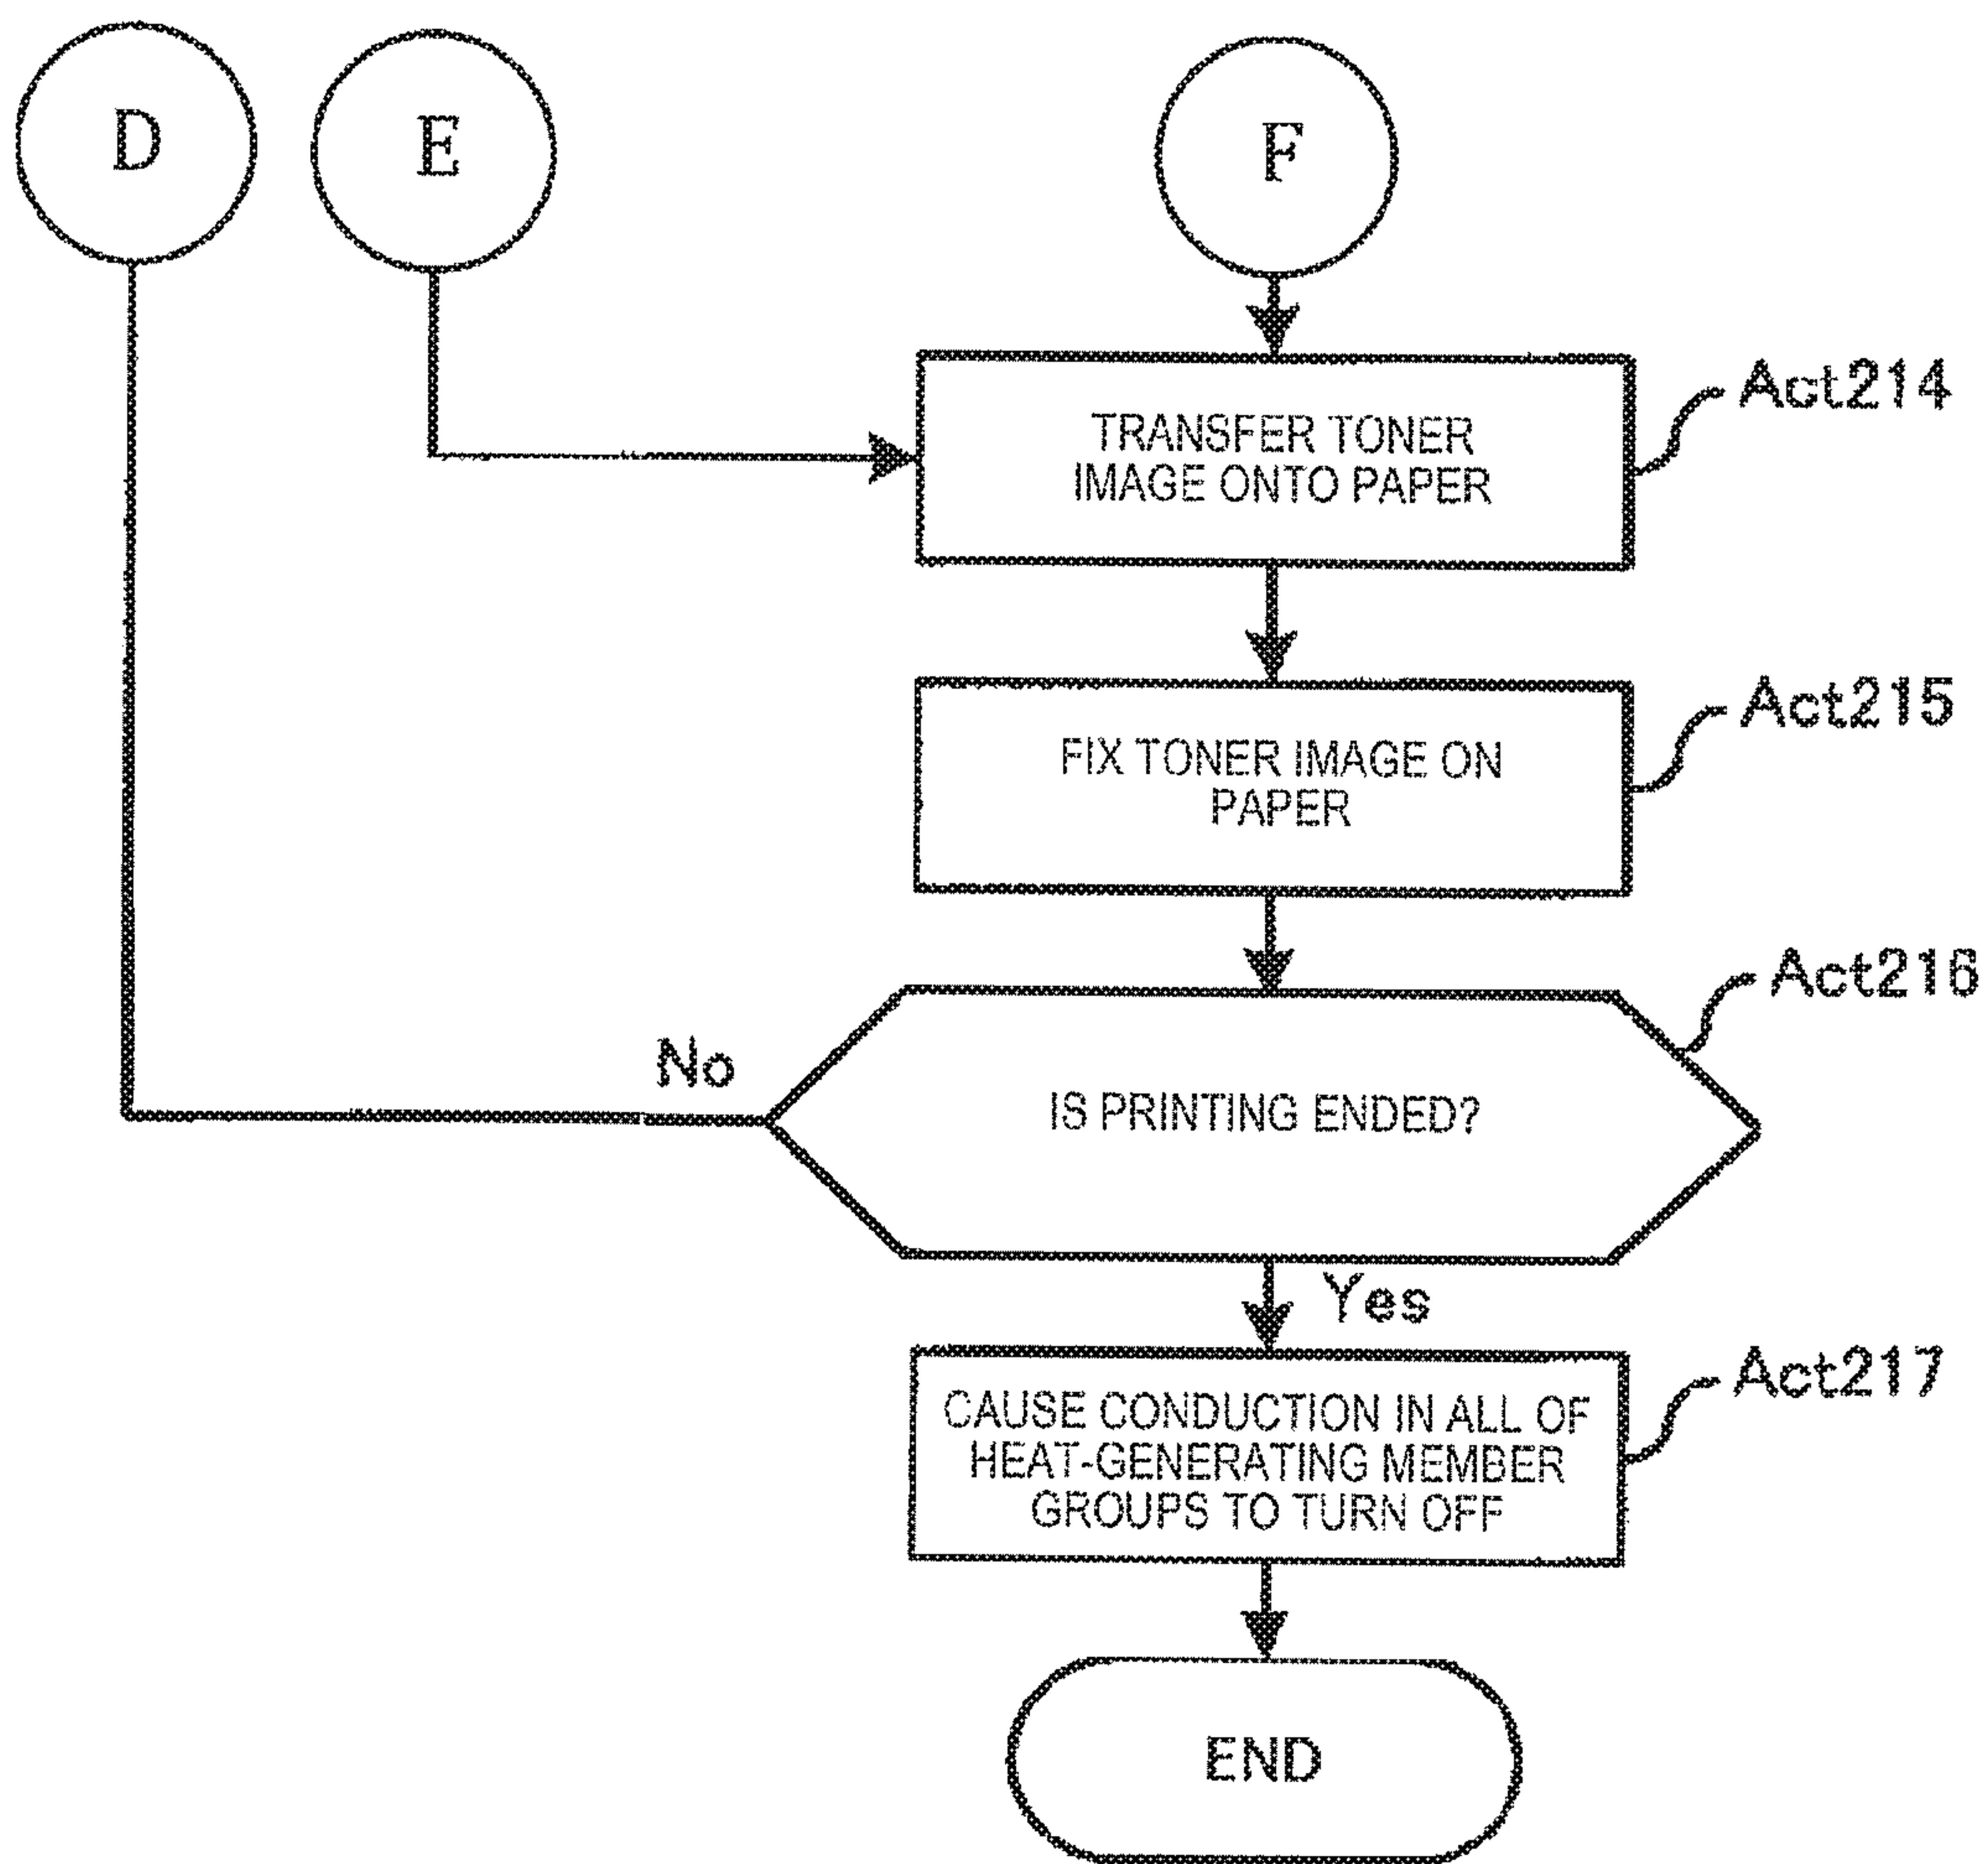 D
E
F
Act214
TRANSFER TONER
IMAGE ONTO PAPER
Act215
FIX TONER IMAGE ON
PAPER
Act216
No
IS PRINTING ENDED?
Yes
Act217
CAUSE CONDUCTION IN ALL OF
HEAT-GENERATING MEMBER
GROUPS TO TURN OFF
END